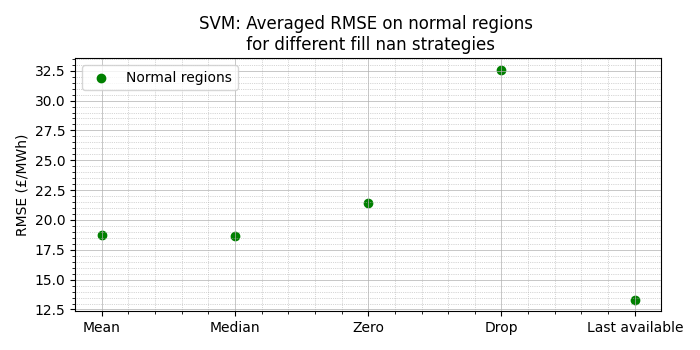 SVM: Averaged RMSE on normal regions
for different fill nan strategies
Normal regions
RMSE (£/MWh)
32.5
30.0
27.5
25.0
22.5
20.0
17.5
15.0
12.5
Mean Median Zero Drop Last available